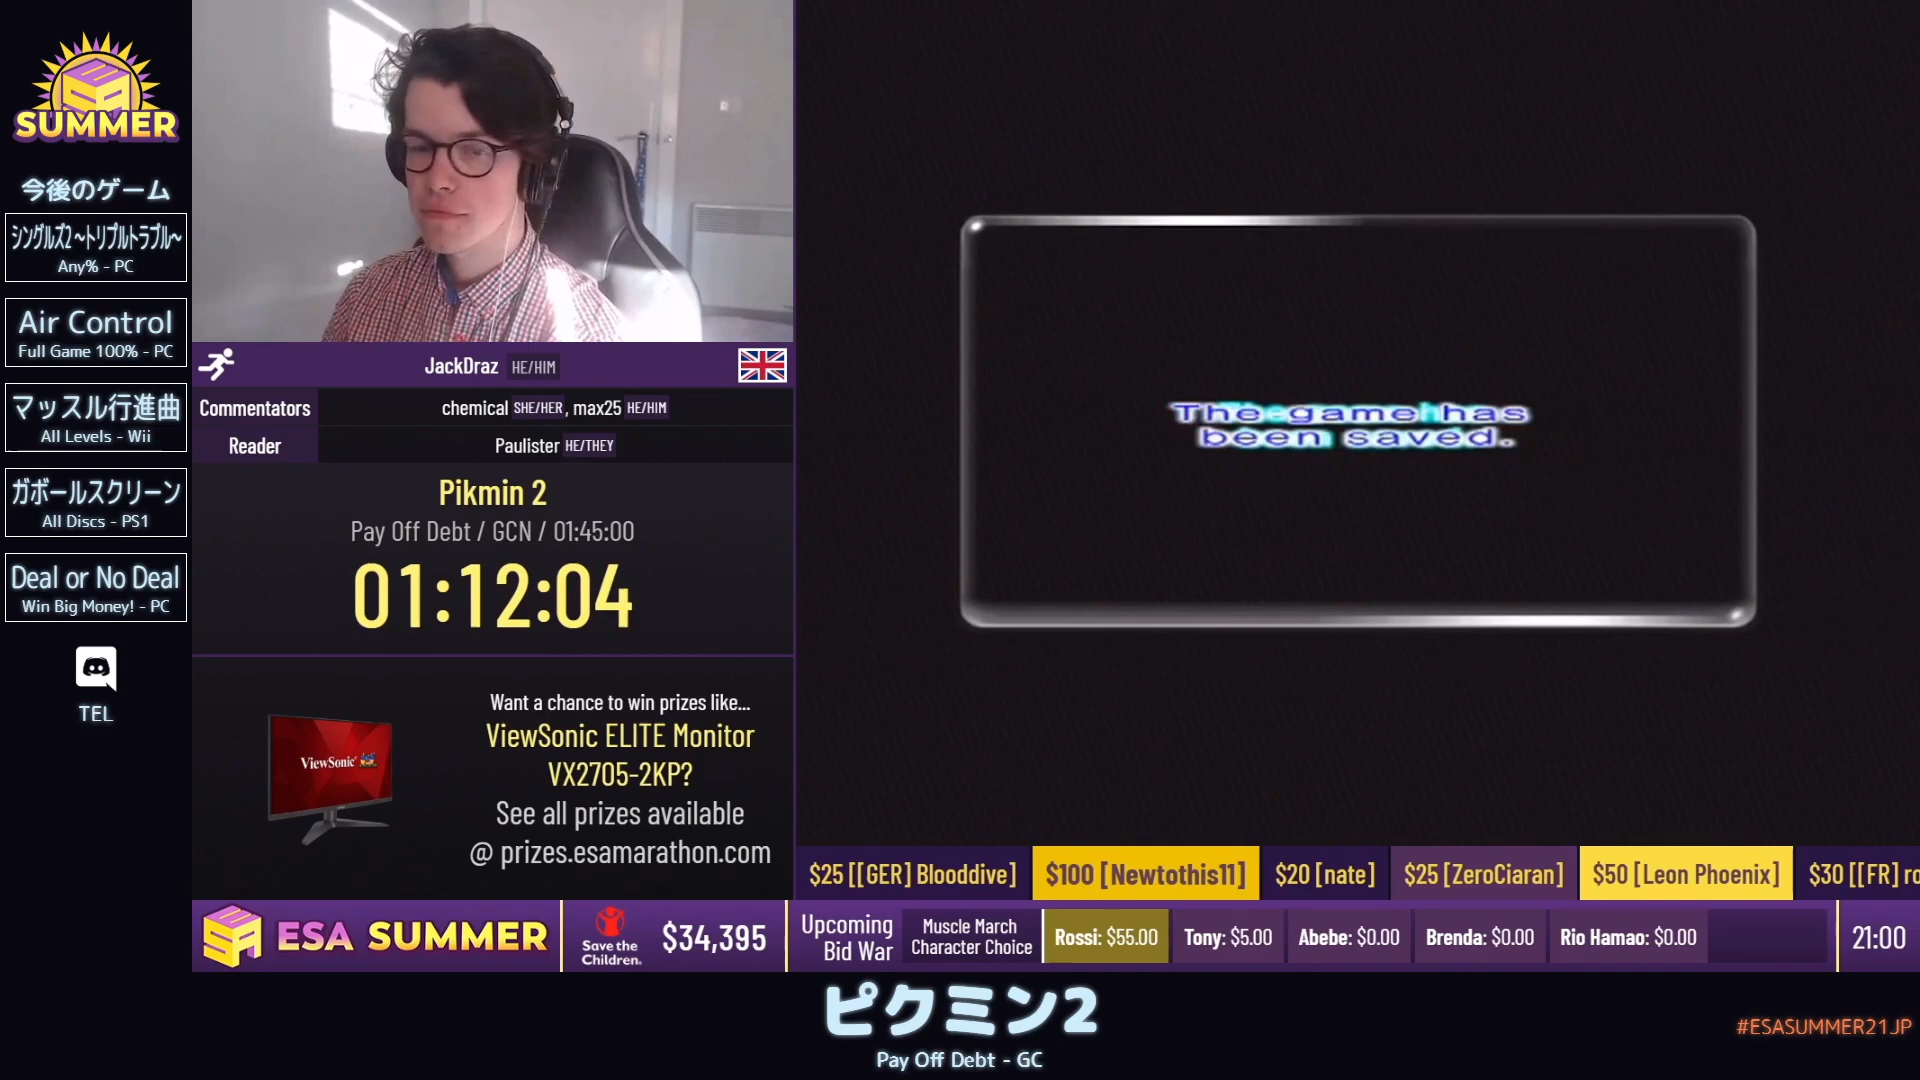 SUMMER
今後のゲーム
シングルズ2~トリプルトラブル~
Any% - PC
Air Control
Full Game 100% - PC
マッスル行進曲
All Levels - Wii
ガボールスクリーン
All Discs - PS1
Deal or No Deal
Win Big Money! - PC
TEL
JackDraz HE/HIM
Commentators chemical SHE/HER, max25 HE/HIM
Reader Paulister HE/THEY
Pikmin 2
Pay Off Debt / GCN / 01:45:00
01:12:04
Want a chance to win prizes like...
ViewSonic ELITE Monitor
VX2705-2KP?
See all prizes available
@ prizes.esamarathon.com
ViewSonic
The game has
been saved.
$25 [[GER] Blooddive] $100 [Newtothis11] $20 [nate] $25 [ZeroCiaran] $50 [Leon Phoenix] $30 [[FR] ro
ESA SUMMER
Save the
Children.
$34,395
Upcoming
Bid War
Muscle March
Character Choice
Rossi: $55.00 Tony: $5.00 Abebe: $0.00 Brenda: $0.00 Rio Hamao: $0.00
21:00
ピクミン2
Pay Off Debt - GC
#ESASUMMER21JP